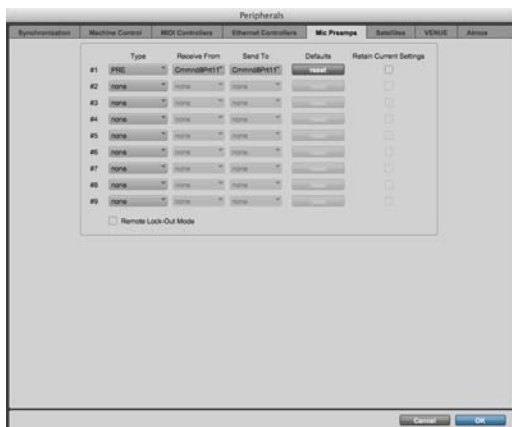 Peripherals
Synchronization Machine Control MIDI Controllers Ethernet Controllers Mic Preamps Satellites VENUE Atmos
Type Receive From Send To Defaults Retain Current Settings
#1 PRE Cmmnd8Prt11 Cmmnd8Prt11 reset
#2 none none none
#3 none none none
#4 none none none
#5 none none none
#6 none none none
#7 none none none
#8 none none none
#9 none none none
Remote Lock-Out Mode
Cancel OK